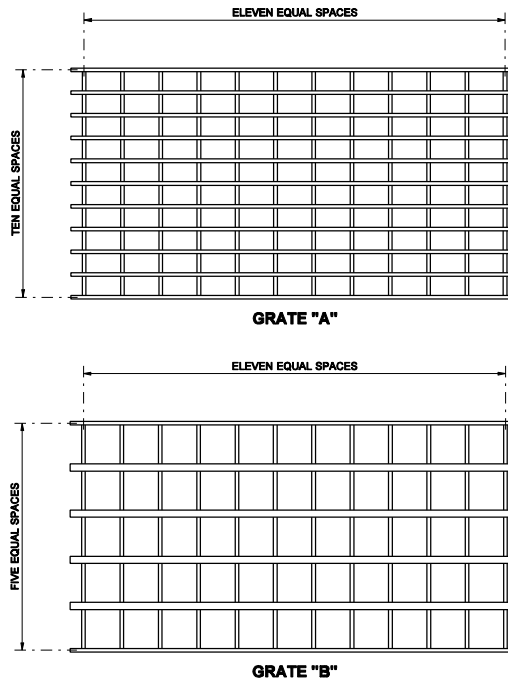 ELEVEN EQUAL SPACES
TEN EQUAL SPACES
GRATE "A"
ELEVEN EQUAL SPACES
FIVE EQUAL SPACES
GRATE "B"